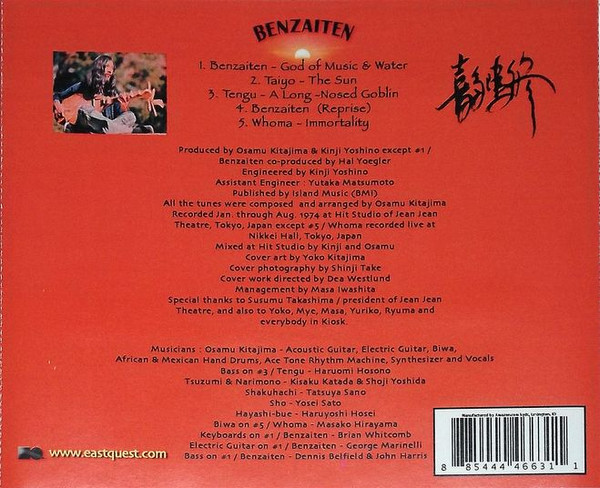 BENZAITEN
1. Benzaiten - God of Music & Water
2. Taiyo - The Sun
3. Tengu - A Long -Nosed Goblin
4. Benzaiten (Reprise)
5. Whoma - Immortality
Produced by Osamu Kitajima & Kinji Yoshino except #1 /
Benzaiten co-produced by Hal Yoegler
Engineered by Kinji Yoshino
Assistant Engineer : Yutaka Matsumoto
Published by Island Music (BMI)
All the tunes were composed and arranged by Osamu Kitajima
Recorded Jan. through Aug. 1974 at Hit Studio of Jean Jean
Theatre, Tokyo, Japan except #5 / Whoma recorded live at
Nikkei Hall, Tokyo, Japan
Mixed at Hit Studio by Kinji and Osamu
Cover art by Yoko Kitajima
Cover photography by Shinji Take
Cover work directed by Dea Westlund
Management by Masa Iwashita
Special thanks to Susumu Takashima / president of Jean Jean
Theatre, and also to Yoko, Mye, Masa, Yuriko, Ryuma and
everybody in Kiosk.
Musicians : Osamu Kitajima - Acoustic Guitar, Electric Guitar, Biwa,
African & Mexican Hand Drums, Ace Tone Rhythm Machine, Synthesizer and Vocals
Bass on #3 / Tengu - Haruomi Hosono
Tsuzumi & Narimono - Kisaku Katada & Shoji Yoshida
Shakuhachi - Tatsuya Sano
Sho - Yosei Sato
Hayashi-bue - Haruyoshi Hosei
Biwa on #5 / Whoma - Masako Hirayama
Keyboards on #1 / Benzaiten - Brian Whitcomb
Electric Guitar on #1 / Benzaiten - George Marinelli
Bass on #1 / Benzaiten - Dennis Belfield & John Harris
www.eastquest.com
Manufactured by
8 85444 46631 1